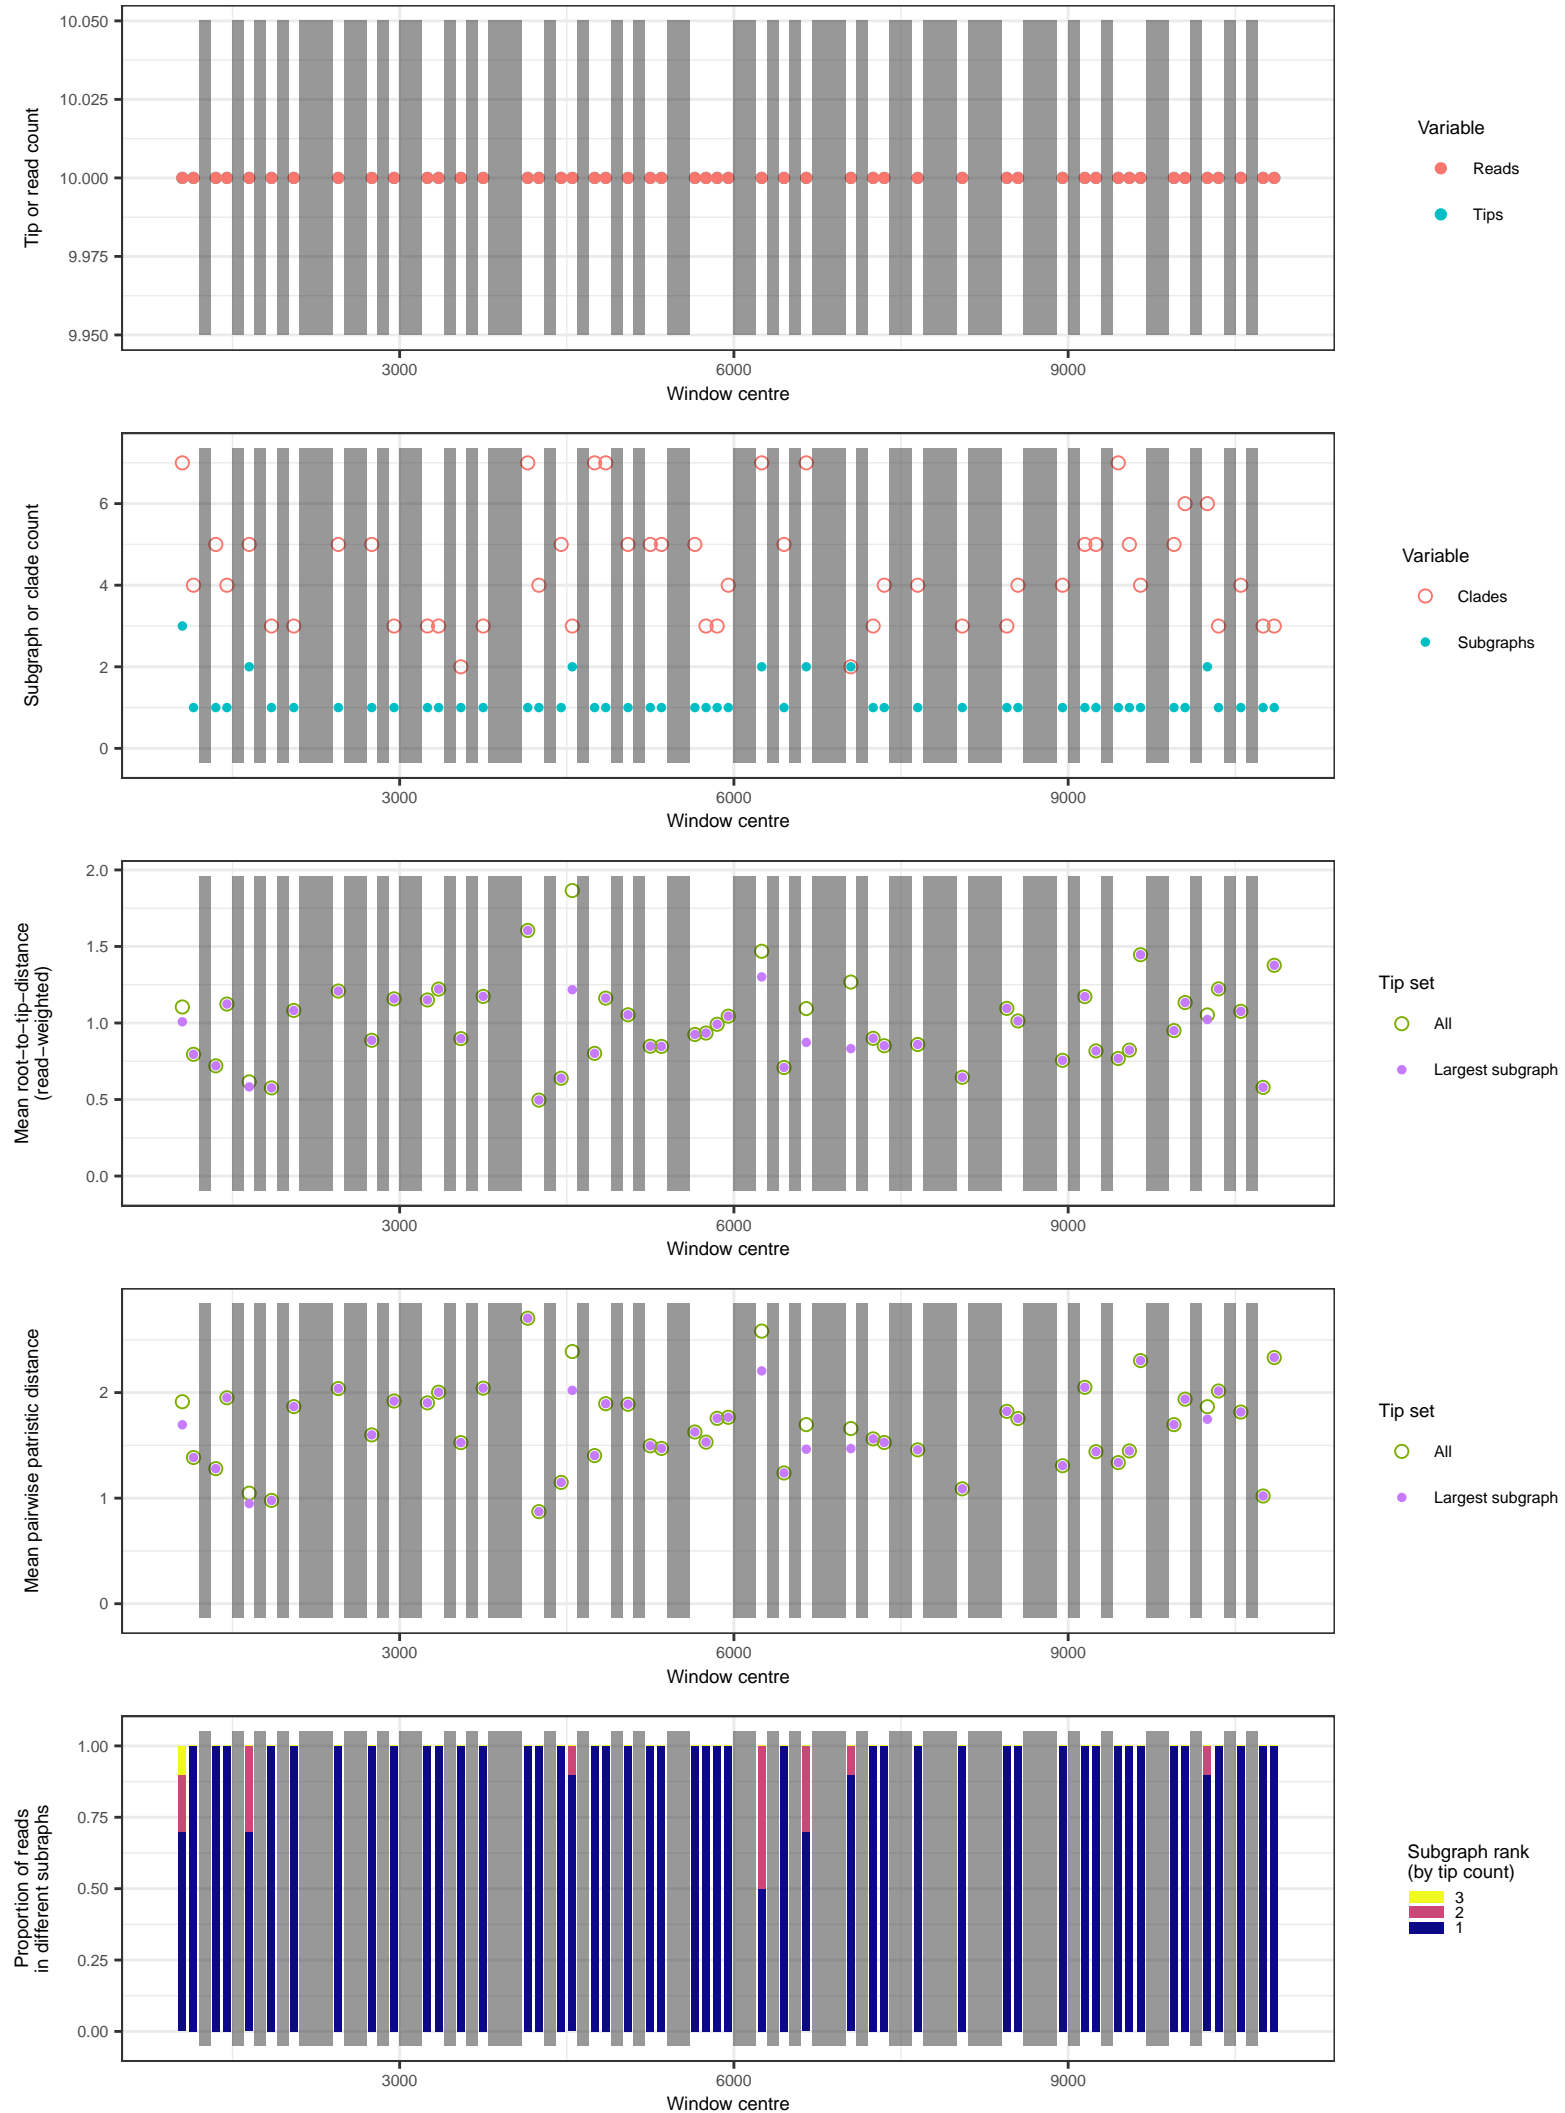 10.050
10.025
10.000
9.975
9.950
Tip or read count
3000
6000
9000
Window centre
Variable
Reads
Tips
6
4
2
0
Subgraph or clade count
3000
6000
9000
Window centre
Variable
Clades
Subgraphs
2.0
1.5
1.0
0.5
0.0
Mean root−to−tip−distance
(read−weighted)
3000
6000
9000
Window centre
Tip set
All
Largest subgraph
2
1
0
Mean pairwise patristic distance
3000
6000
9000
Window centre
Tip set
All
Largest subgraph
1.00
0.75
0.50
0.25
0.00
Proportion of reads
in different subraphs
3000
6000
9000
Window centre
Subgraph rank
(by tip count)
3
2
1